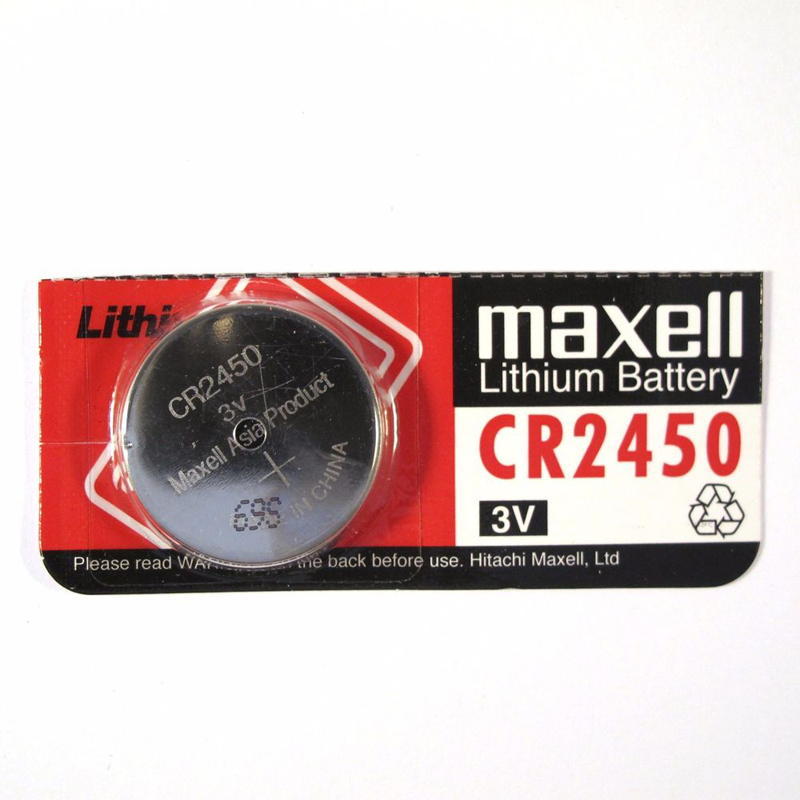 Lithi
CR2450
3v
Maxell Asia Product
IN CHINA
maxell
Lithium Battery
CR2450
3V
Please read the back before use. Hitachi Maxell, Ltd